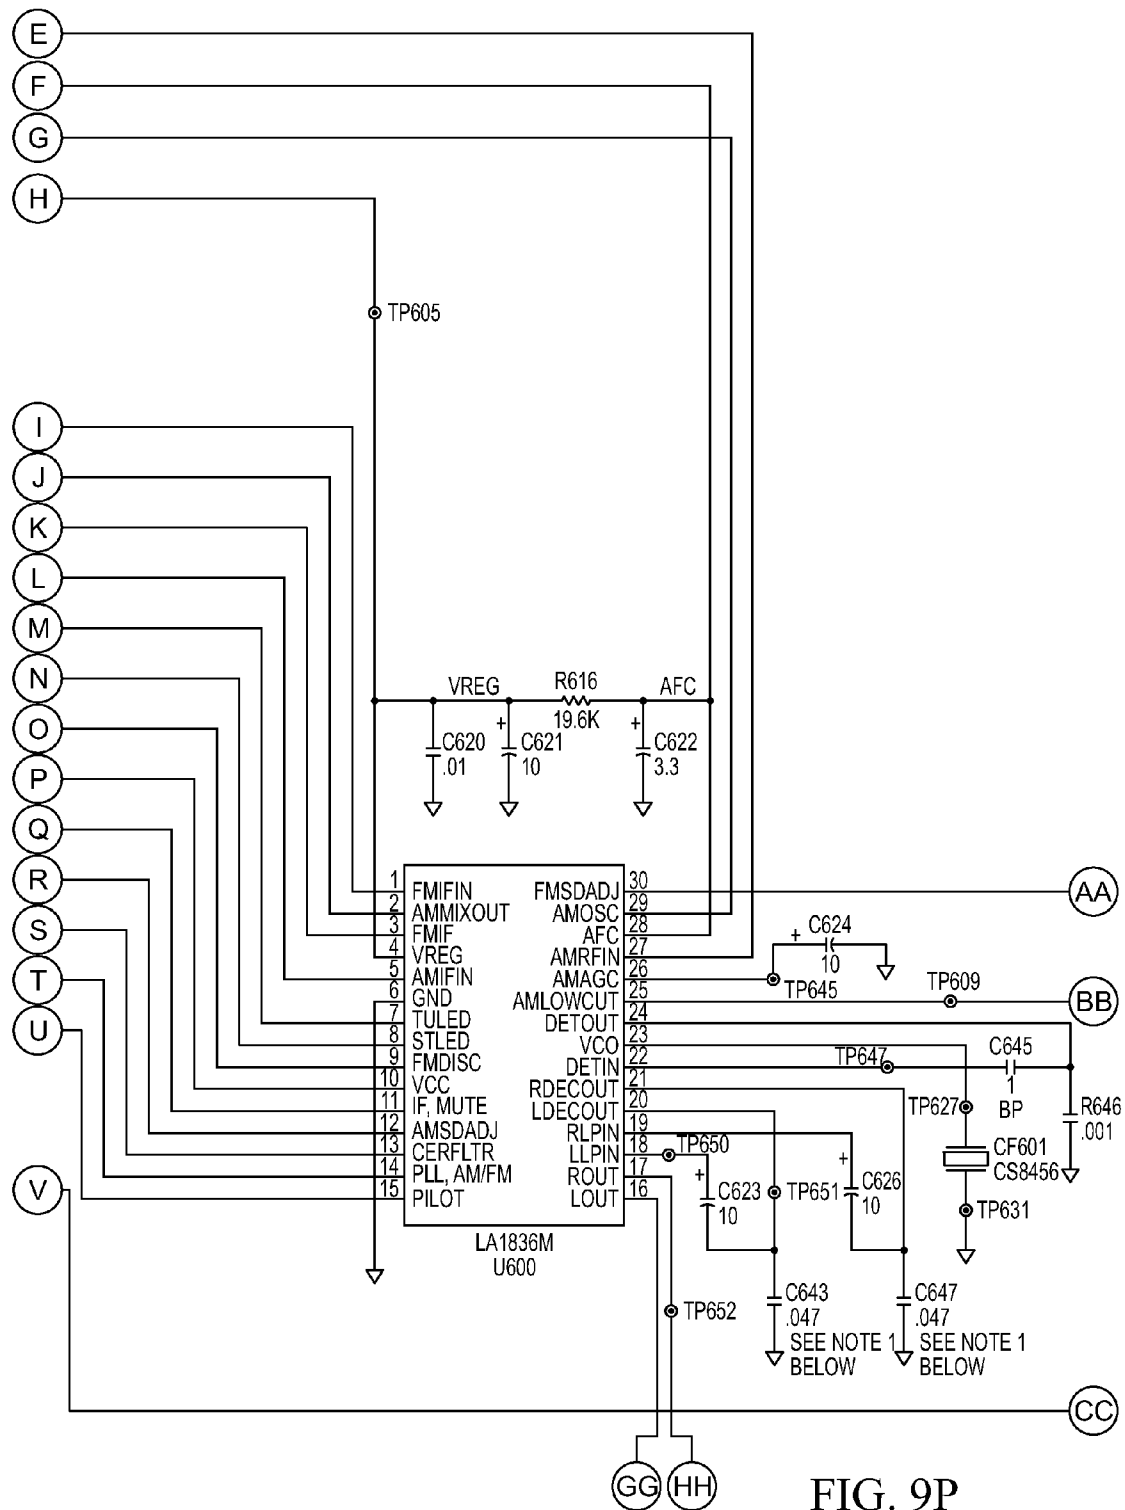 E
F
G
H
TP605
I
J
K
L
M
N
O
P
Q
R
S
T
U
V
VREG
R616
19.6K
AFC
C620
.01
+
C621
10
+
C622
3.3
1 FMIFIN
2 AMMIXOUT
3 FMIF
4 VREG
5 AMIFIN
6 GND
7 TULED
8 STLED
9 FMDISC
10 VCC
11 IF, MUTE
12 AMSDADJ
13 CERFLTR
14 PLL, AM/FM
15 PILOT
FMSDADJ 30
AMOSC 29
AFC 28
AMRFIN 27
AMAGC 26
AMLOWCUT 25
DETOUT 24
VCO 23
DETIN 22
RDECOUT 21
LDECOUT 20
RLPIN 19
LLPIN 18
ROUT 17
LOUT 16
LA1836M
U600
AA
+
C624
10
TP645
TP609
BB
TP647
C645
1
BP
TP627
R646
.001
CF601
CS8456
TP631
TP650
+
C623
10
TP651
+
C626
10
C643
.047
SEE NOTE 1
BELOW
C647
.047
SEE NOTE 1
BELOW
TP652
CC
GG
HH
FIG. 9P